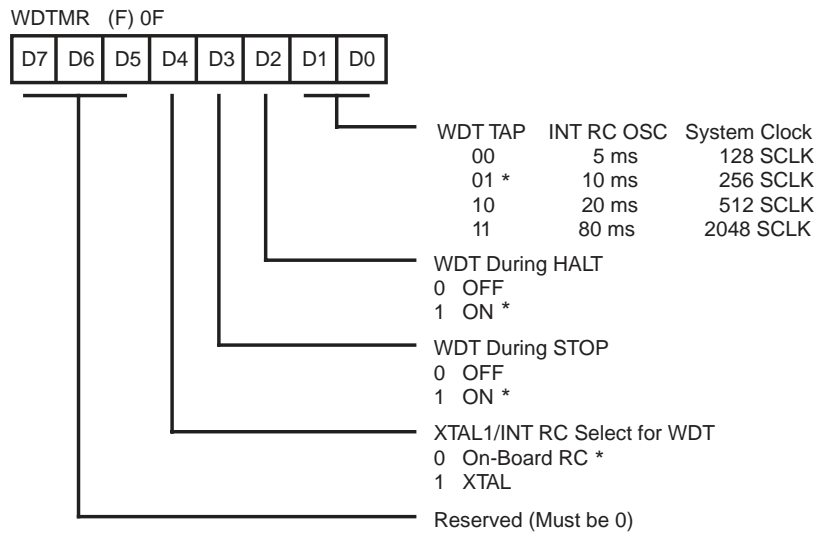 WDTMR (F) 0F
D7 D6 D5 D4 D3 D2 D1 D0
WDT TAP INT RC OSC System Clock
00 5 ms 128 SCLK
01 * 10 ms 256 SCLK
10 20 ms 512 SCLK
11 80 ms 2048 SCLK
WDT During HALT
0 OFF
1 ON *
WDT During STOP
0 OFF
1 ON *
XTAL1/INT RC Select for WDT
0 On-Board RC *
1 XTAL
Reserved (Must be 0)